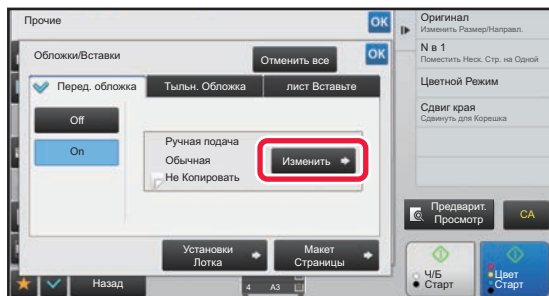 Прочие
OK
Обложки/Вставки
Отменить все
OK
Перед. обложка
Тыльн. Обложка
лист Вставьте
Off
On
Ручная подача
Обычная
Не Копировать
Изменить
Установки
Лотка
Макет
Страницы
Назад
4 A3
Оригинал
Изменить Размер/Направл.
N в 1
Поместить Неск. Стр. на Одной
Цветной Режим
Сдвиг края
Сдвинуть для Корешка
Предварит.
Просмотр
CA
Ч/Б
Старт
Цвет
Старт